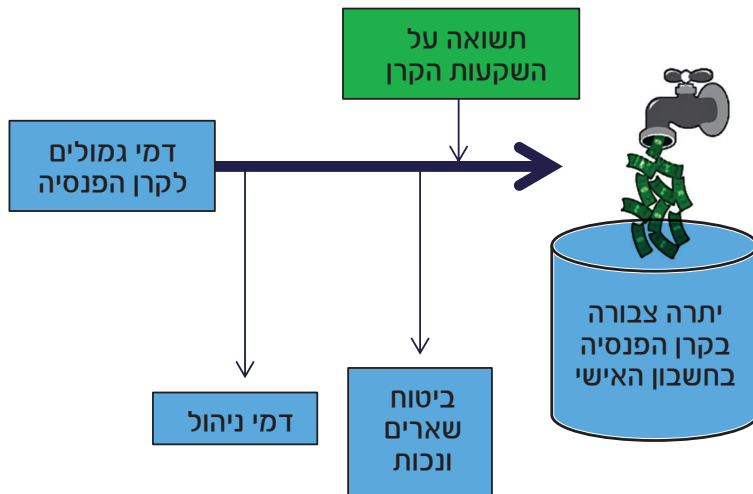 תשואה על
השקעות הקרן
דמי גמולים
לקרן הפנסיה
יתרה צבורה
בקרן הפנסיה
בחשבון האישי
דמי ניהול
ביטוח
שארים
ונכות